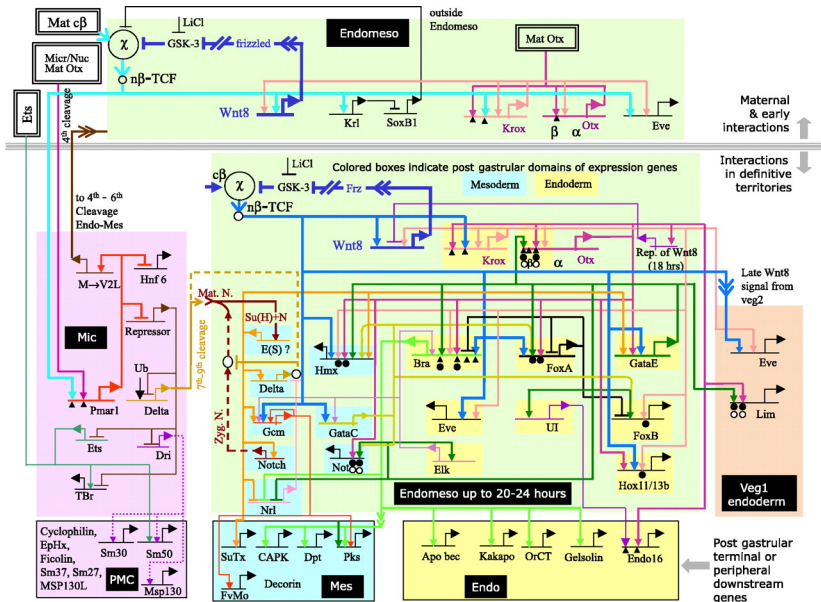 Mat cβ
χ
LiCl
GSK-3
frizzled
Endomeso
outside
Endomeso
Micr/Nuc
Mat Otx
nβ-TCF
Mat Otx
Ets
4th cleavage
Wnt8
Krl
SoxB1
Krox
β
α
Otx
Eve
Maternal
& early
interactions
Interactions
in definitive
territories
Colored boxes indicate post gastrular domains of expression genes
cβ
χ
LiCl
GSK-3
Frz
Mesoderm
Endoderm
nβ-TCF
to 4th - 6th
Cleavage
Endo-Mes
Wnt8
Krox
β
α
Otx
Rep. of Wnt8
(18 hrs)
M→V2L
Hnf 6
Mat. N.
Late Wnt8
signal from
veg2
Mic
Repressor
Su(H)+N
E(S) ?
7th-9th cleavage
Ub
Hmx
Bra
FoxA
GataE
Eve
Pmar1
Delta
Delta
Lim
Gcm
GataC
Eve
UI
FoxB
Ets
Dri
Zyg. N.
Notch
Not
Elk
Hox11/13b
TBr
Nrl
Endomeso up to 20-24 hours
Veg1
endoderm
Cyclophilin,
EpHx,
Ficolin,
Sm37, Sm27,
MSP130L
Sm30
Sm50
PMC
Msp130
SuTx
CAPK
Dpt
Pks
FvMo
Decorin
Mes
Apo bec
Kakapo
OrCT
Gelsolin
Endo16
Endo
Post gastrular
terminal or
peripheral
downstream
genes